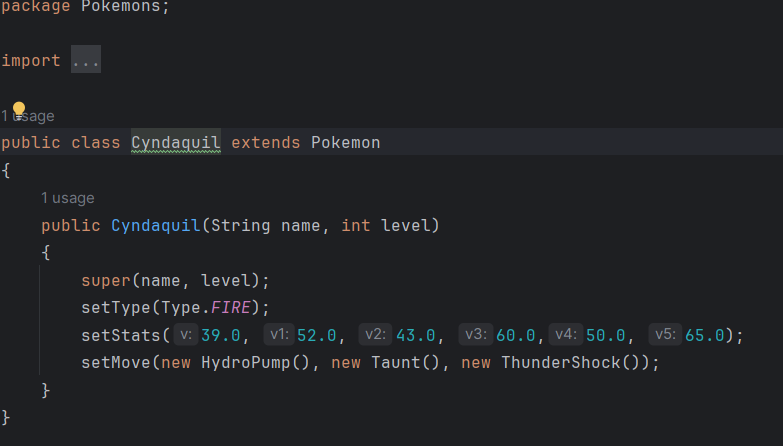 package Pokemons;
import ...
1 usage
public class Cyndaquil extends Pokemon
{
1 usage
public Cyndaquil(String name, int level)
{
super(name, level);
setType(Type.FIRE);
setStats( v: 39.0, v1: 52.0, v2: 43.0, v3: 60.0, v4: 50.0, v5: 65.0);
setMove(new HydroPump(), new Taunt(), new ThunderShock());
}
}